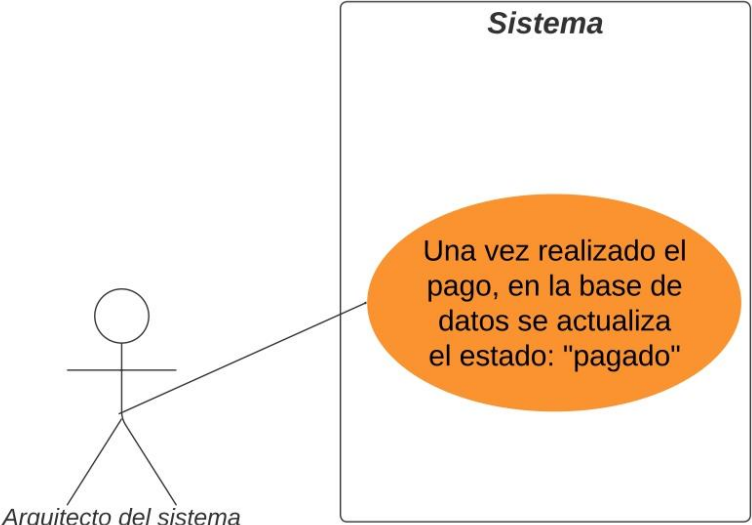 Sistema
Una vez realizado el
pago, en la base de
datos se actualiza
el estado: "pagado"
Arquitecto del sistema